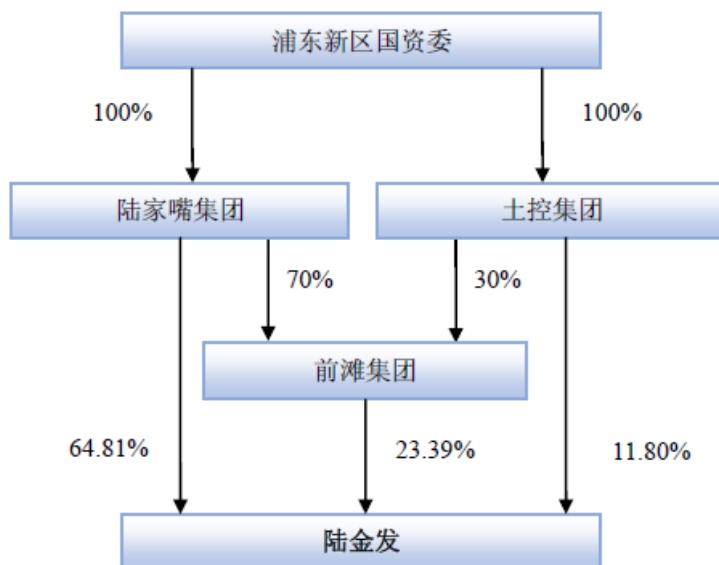 浦东新区国资委
100%
100%
陆家嘴集团
土控集团
70%
30%
前滩集团
64.81%
23.39%
11.80%
陆金发